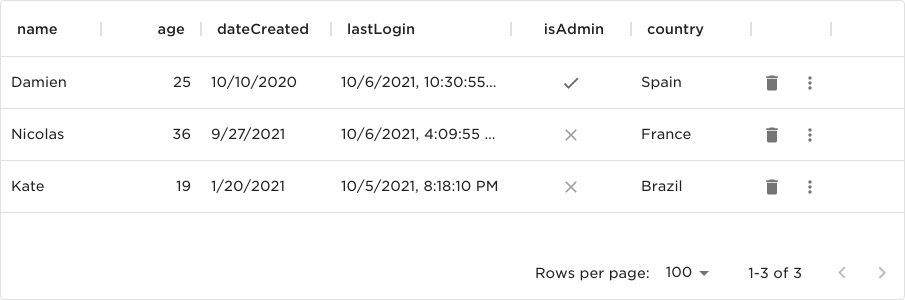 name age dateCreated lastLogin isAdmin country
Damien 25 10/10/2020 10/6/2021, 10:30:55... Spain
Nicolas 36 9/27/2021 10/6/2021, 4:09:55 ... France
Kate 19 1/20/2021 10/5/2021, 8:18:10 PM Brazil
Rows per page: 100 1-3 of 3